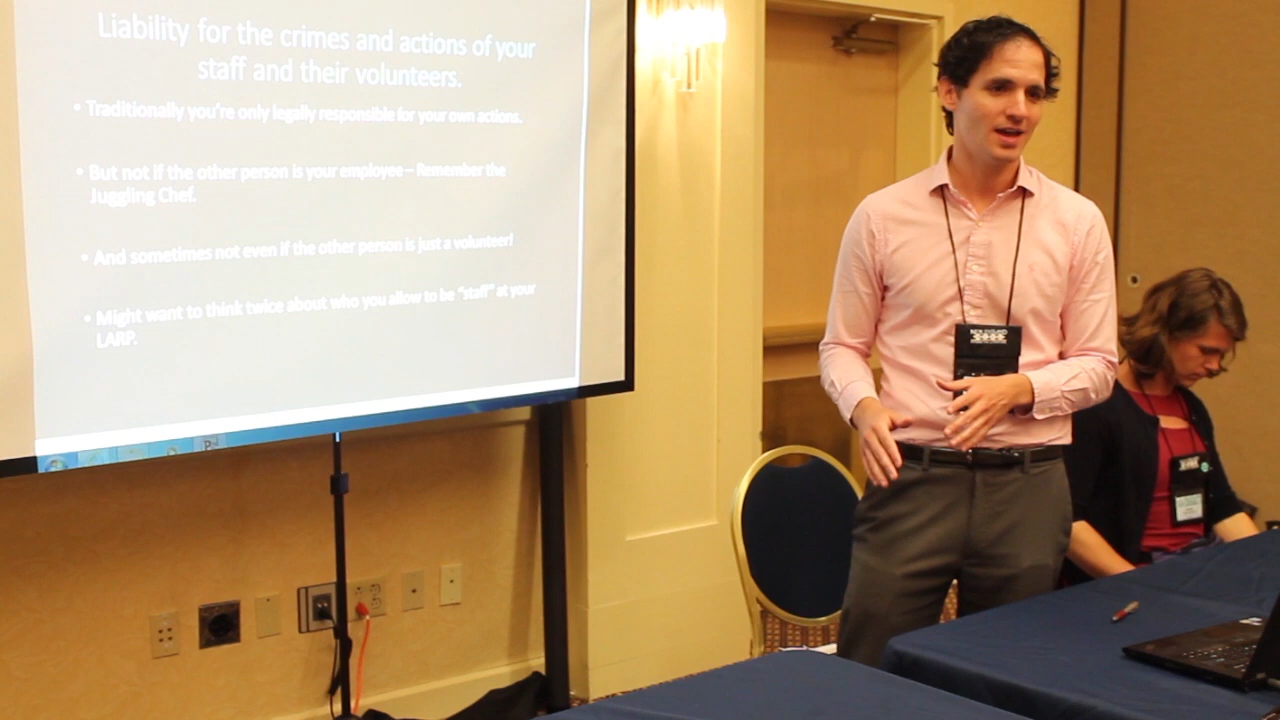 Liability for the crimes and actions of your
staff and their volunteers.
• Traditionally you're only legally responsible for your own actions.
• But not if the other person is your employee – Remember the
Juggling Chef.
• And sometimes not even if the other person is just a volunteer!
• Might want to think twice about who you allow to be "staff" at your
LARP.
NEW ENGLAND